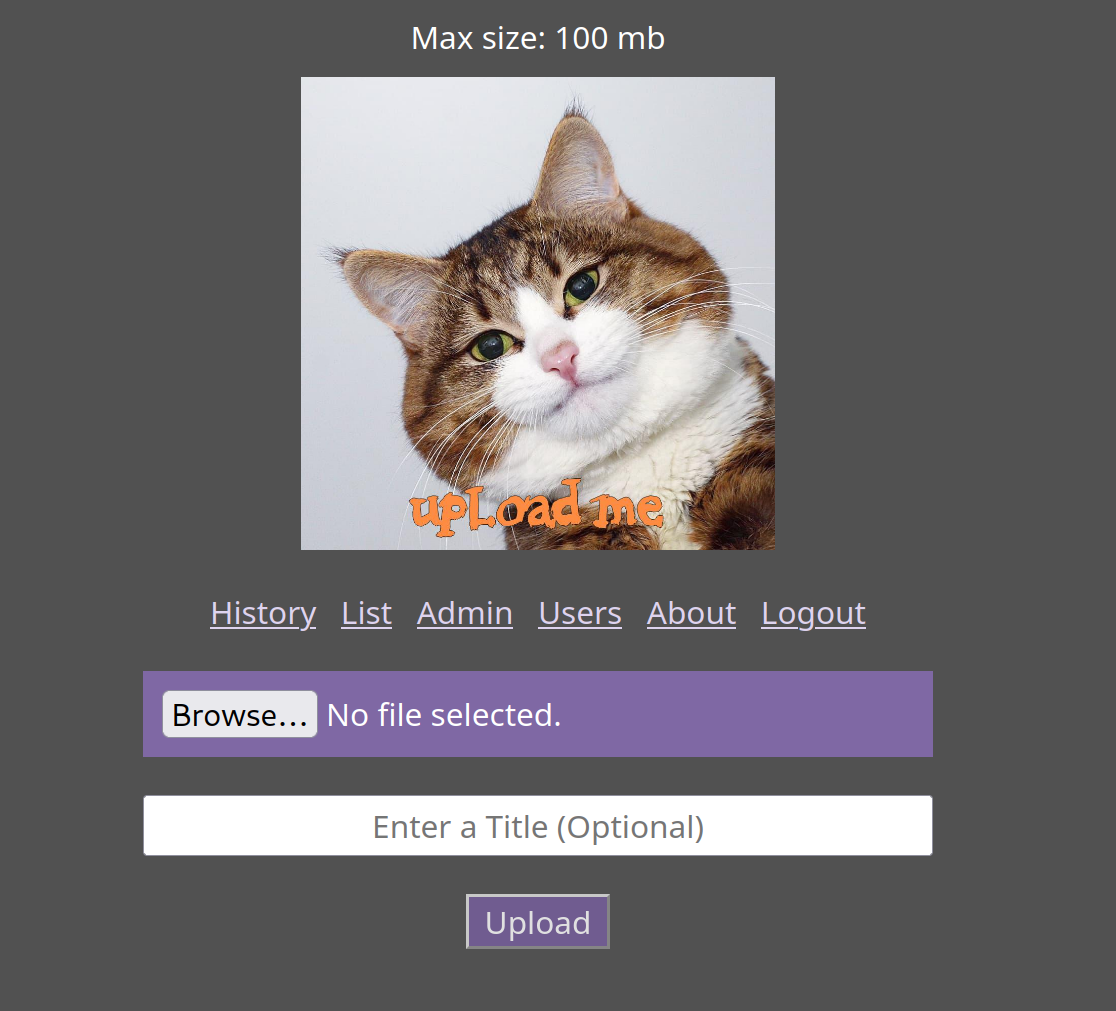 Max size: 100 mb
upLoad me
History List Admin Users About Logout
Browse... No file selected.
Enter a Title (Optional)
Upload